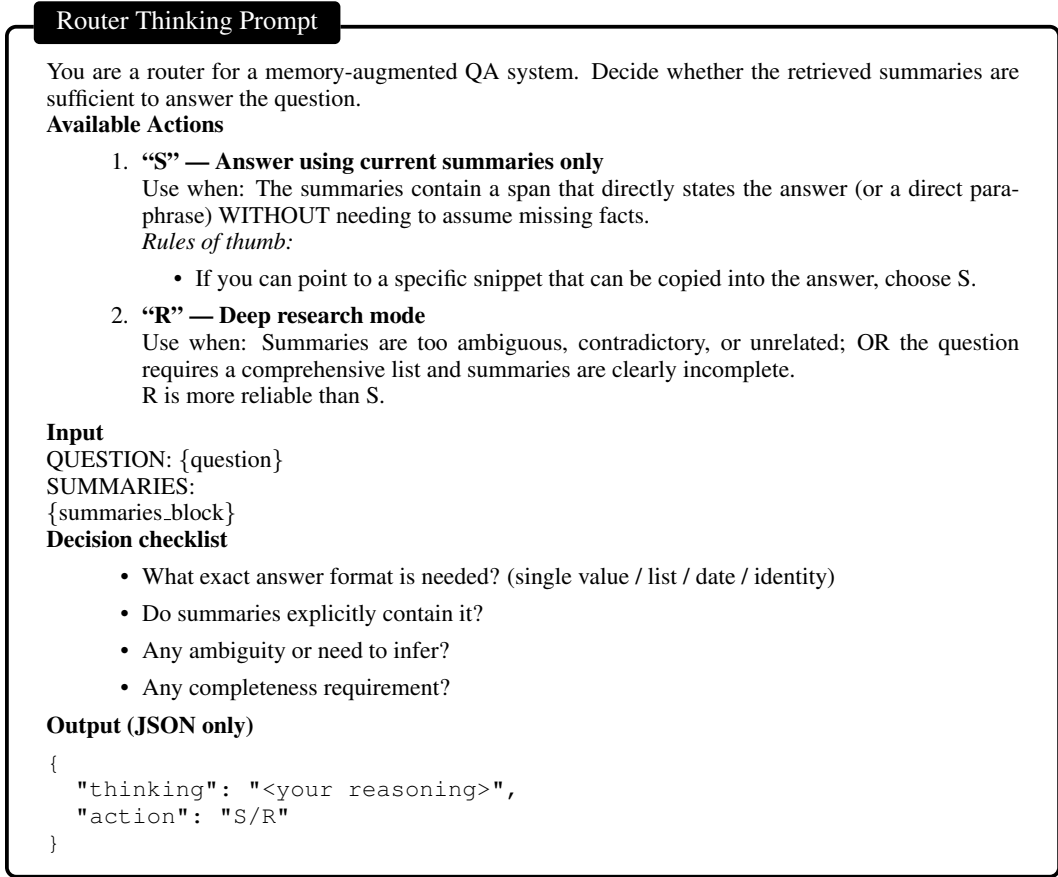 Router Thinking Prompt
You are a router for a memory-augmented QA system. Decide whether the retrieved summaries are
sufficient to answer the question.
Available Actions
1. “S” — Answer using current summaries only
Use when: The summaries contain a span that directly states the answer (or a direct para-
phrase) WITHOUT needing to assume missing facts.
Rules of thumb:
• If you can point to a specific snippet that can be copied into the answer, choose S.
2. “R” — Deep research mode
Use when: Summaries are too ambiguous, contradictory, or unrelated; OR the question
requires a comprehensive list and summaries are clearly incomplete.
R is more reliable than S.
Input
QUESTION: {question}
SUMMARIES:
{summaries_block}
Decision checklist
• What exact answer format is needed? (single value / list / date / identity)
• Do summaries explicitly contain it?
• Any ambiguity or need to infer?
• Any completeness requirement?
Output (JSON only)
{
"thinking": "<your reasoning>",
"action": "S/R"
}